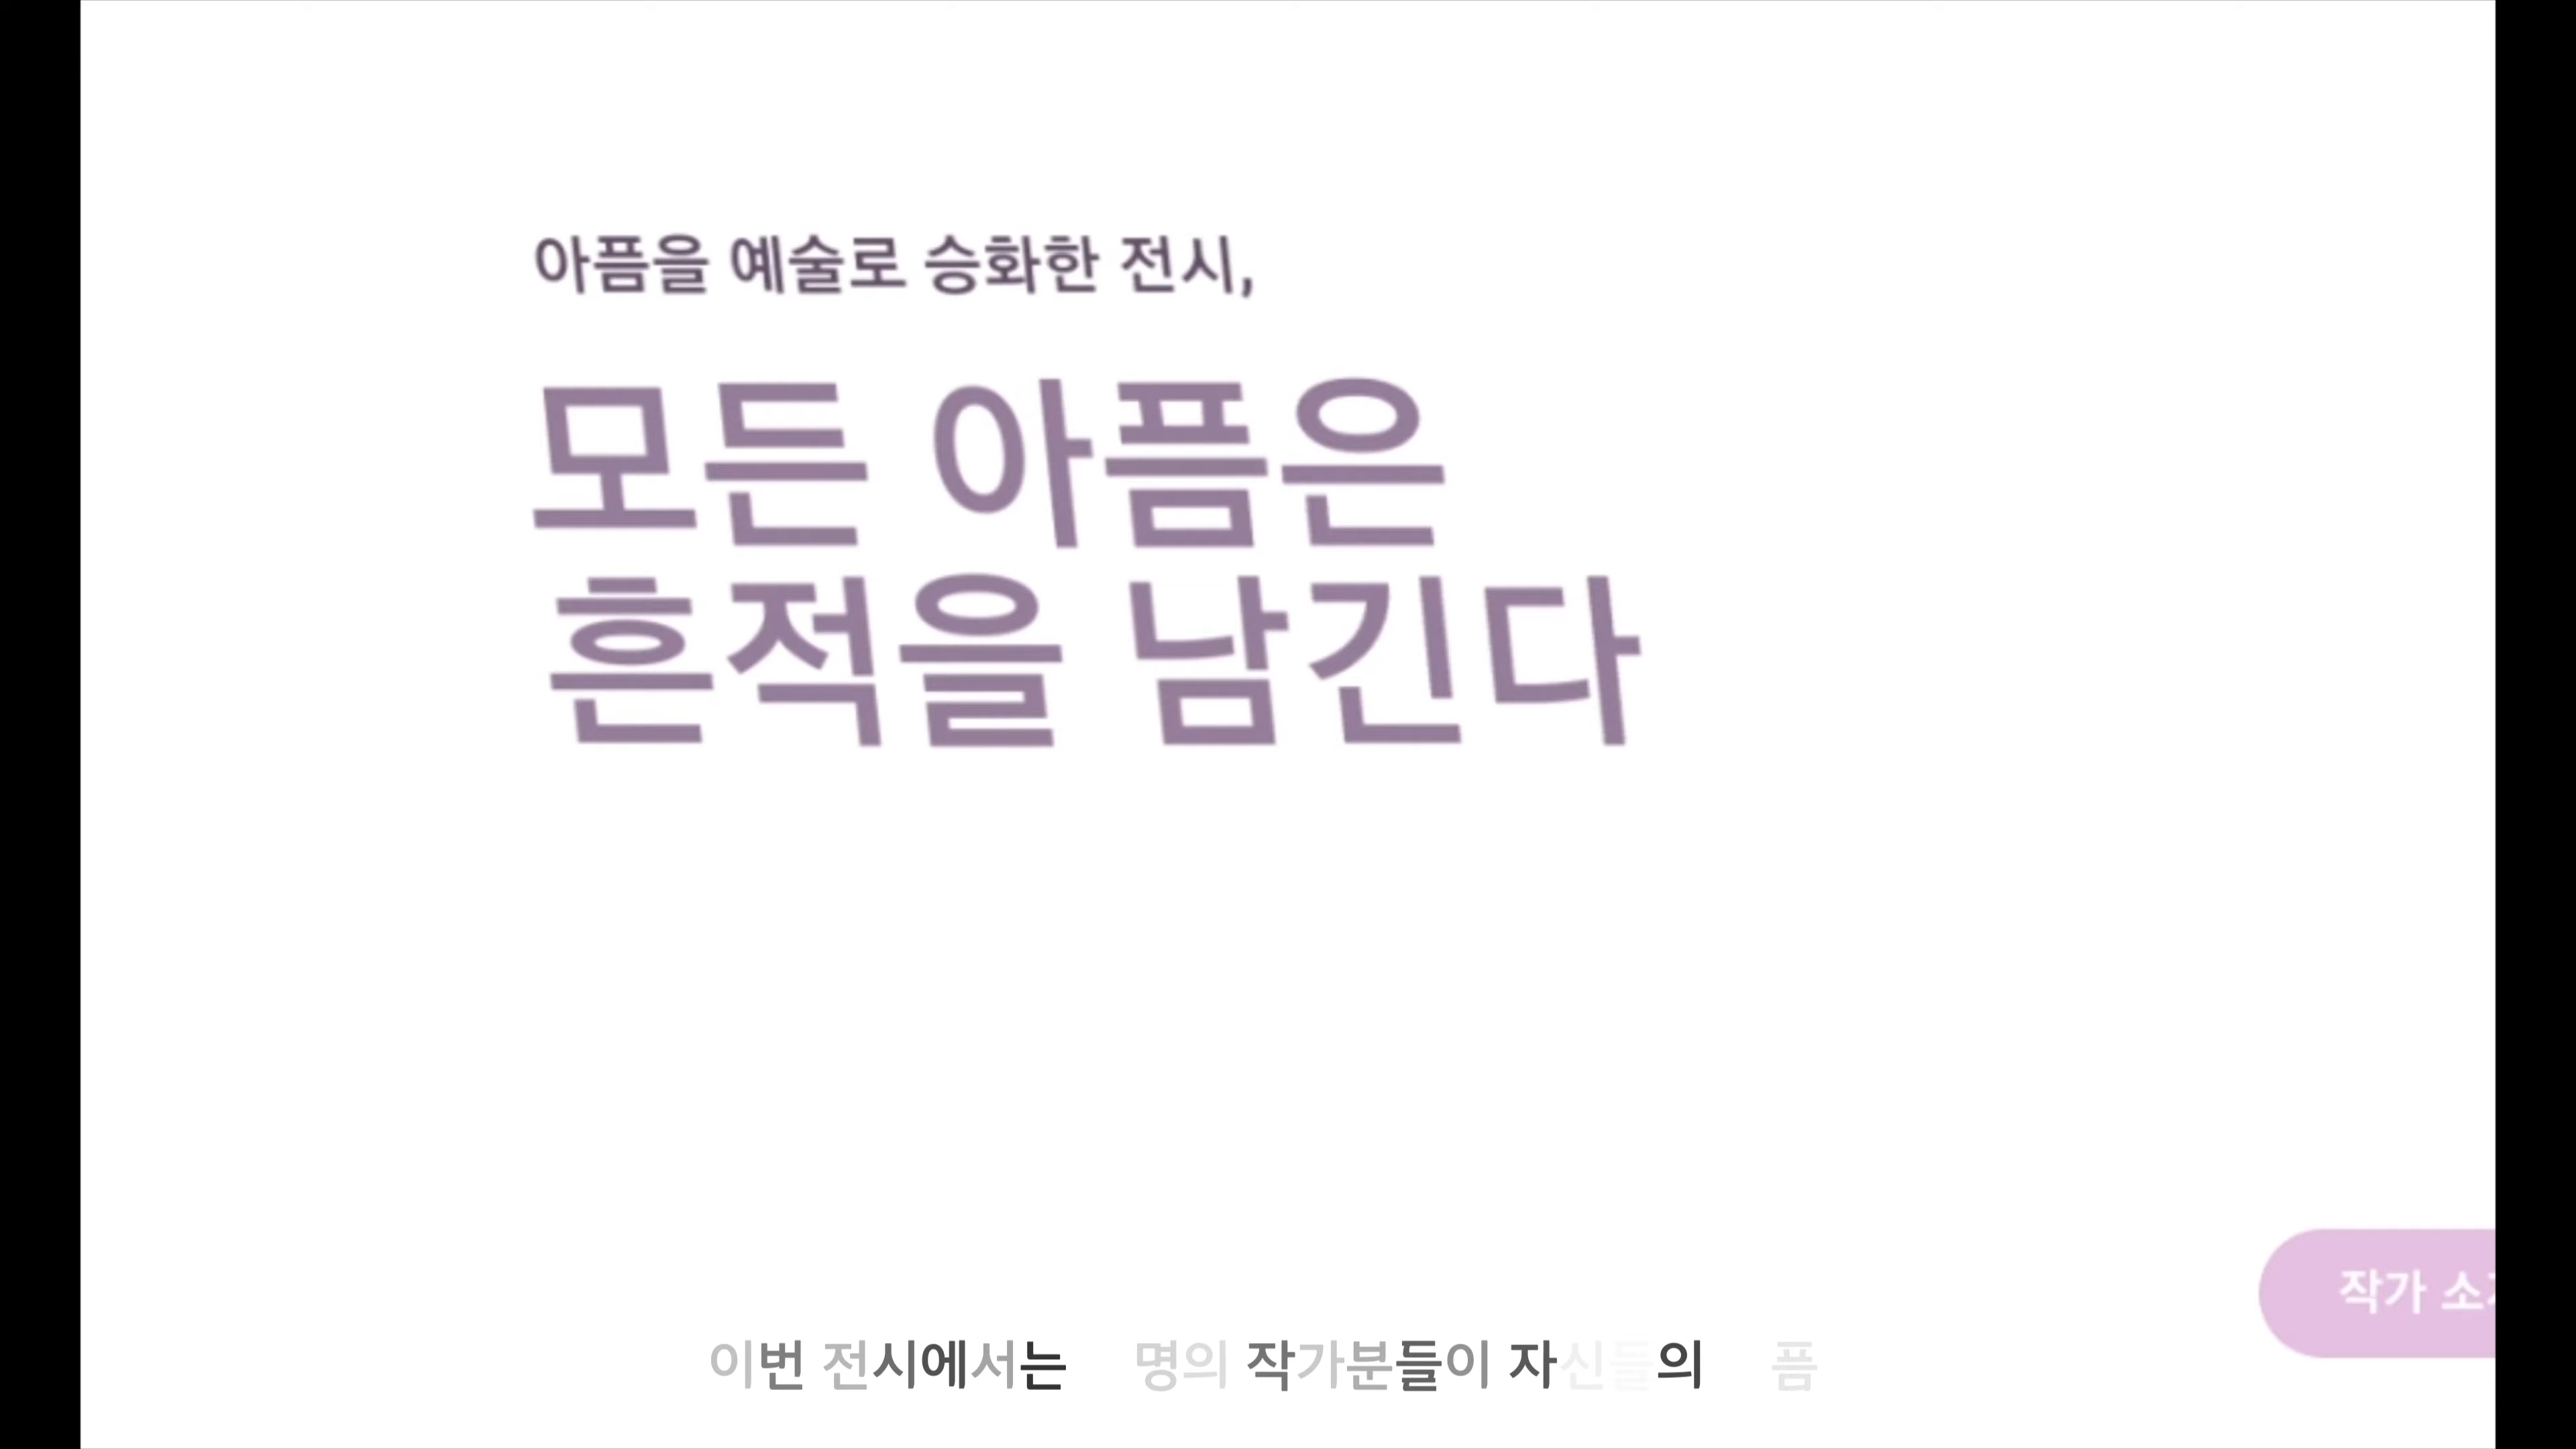 아픔을 예술로 승화한 전시,
모든 아픔은
흔적을 남긴다
작가 소
이번 전시에서는 명의 작가분들이 자신들의 픔